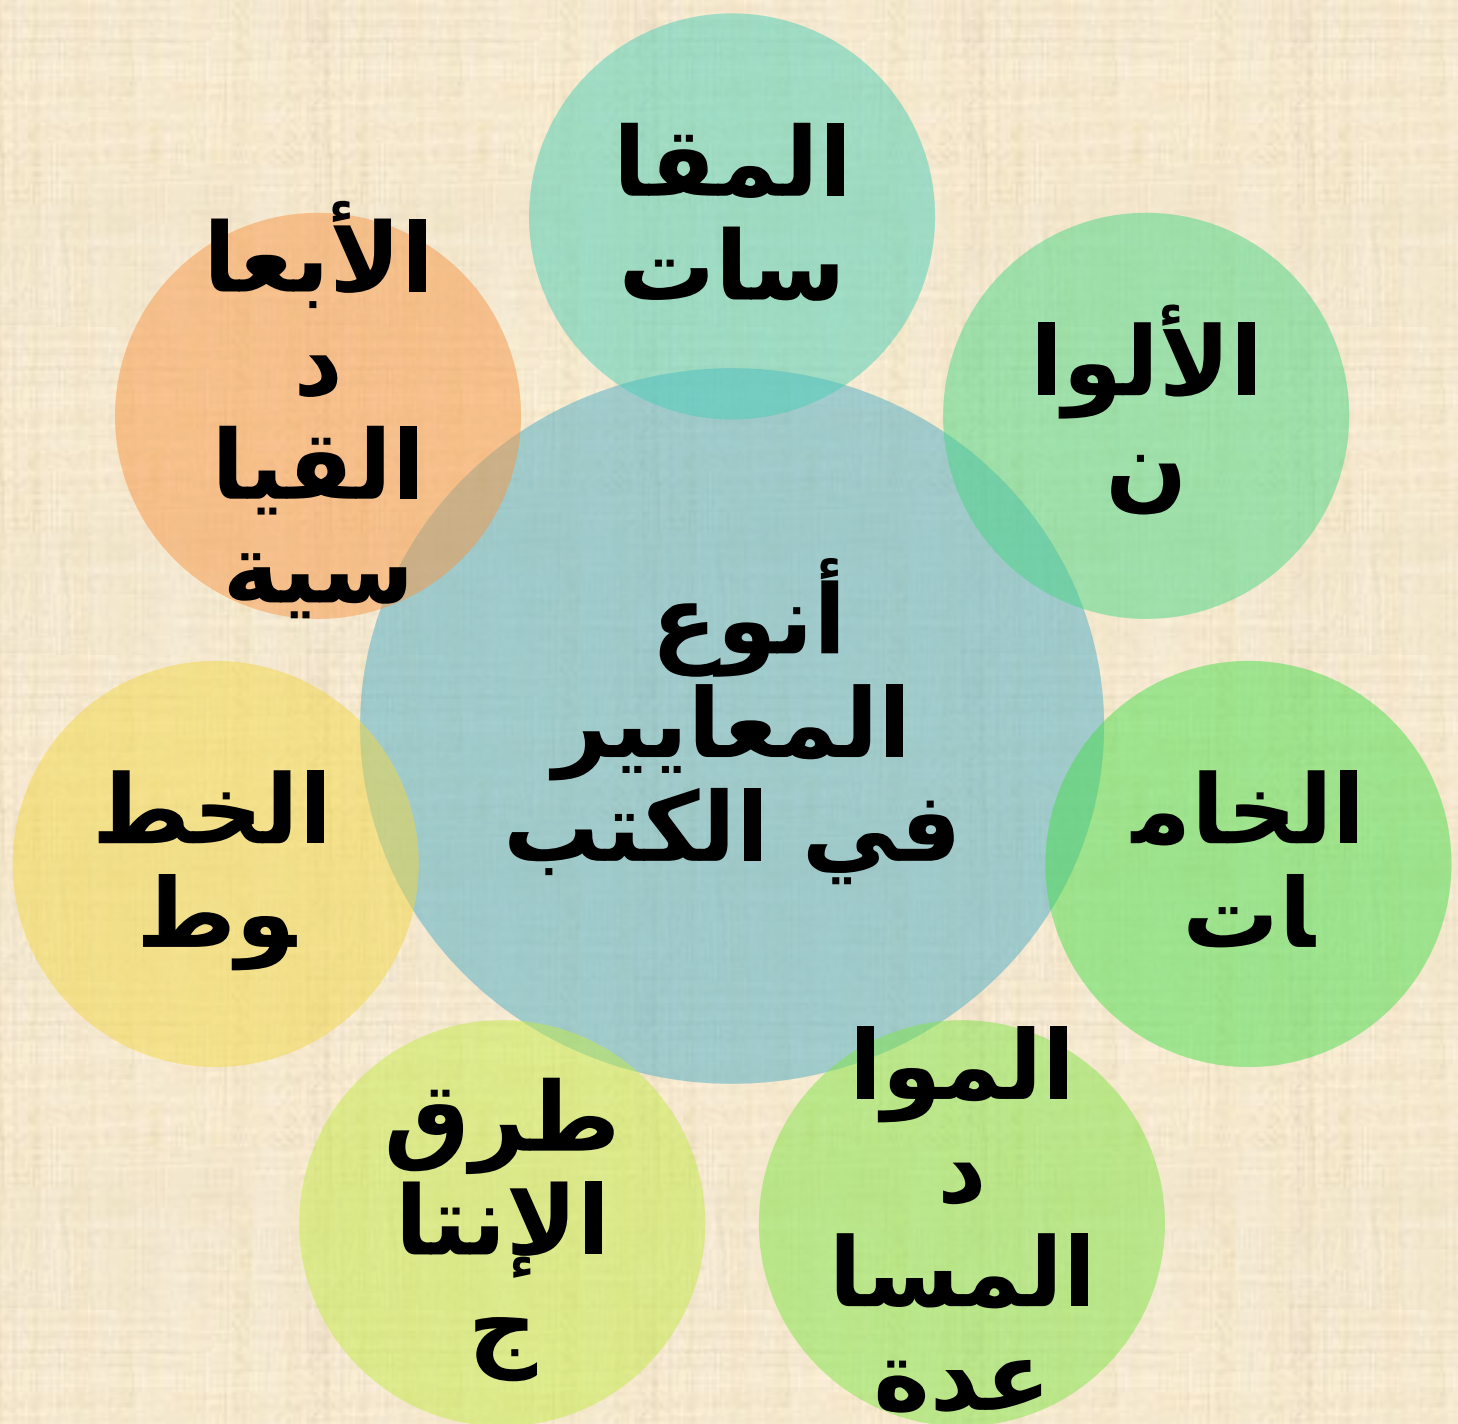 المقا
سات
الألوا
ن
الخام
ات
الموا
د
المسا
عدة
طرق
الإنتا
ج
الخط
وط
الأبعا
د
القيا
سية
أنوع
المعايير
في الكتب